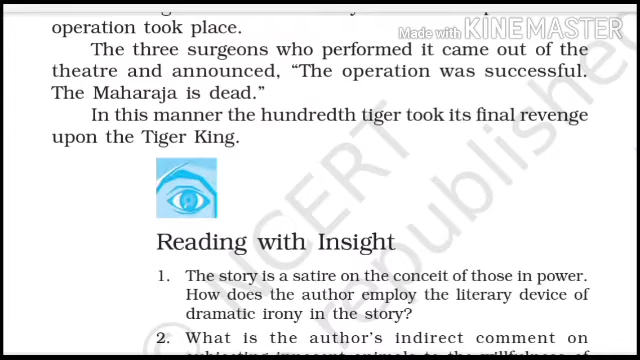 operation took place.
Made with KINEMASTER
The three surgeons who performed it came out of the
theatre and announced, “The operation was successful.
The Maharaja is dead.”
In this manner the hundredth tiger took its final revenge
upon the Tiger King.
© NCERT
republished
Reading with Insight
1. The story is a satire on the conceit of those in power.
How does the author employ the literary device of
dramatic irony in the story?
2. What is the author's indirect comment on